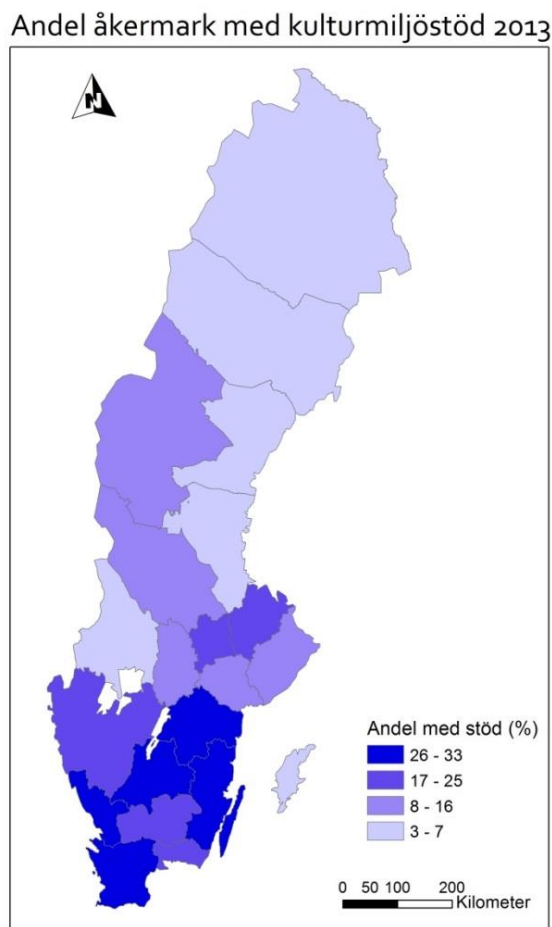 Andel åkermark med kulturmiljöstöd 2013
N
Andel med stöd (%)
26 - 33
17 - 25
8 - 16
3 - 7
0 50 100 200
Kilometer